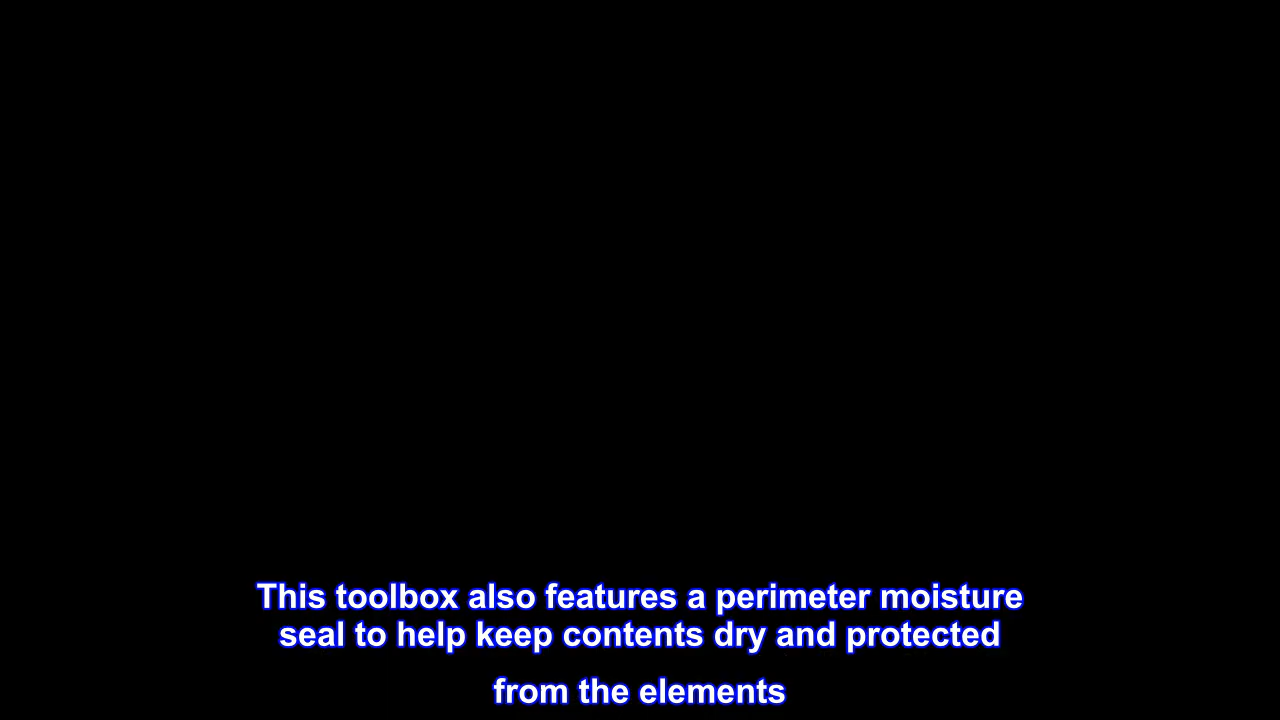 This toolbox also features a perimeter moisture
seal to help keep contents dry and protected
from the elements